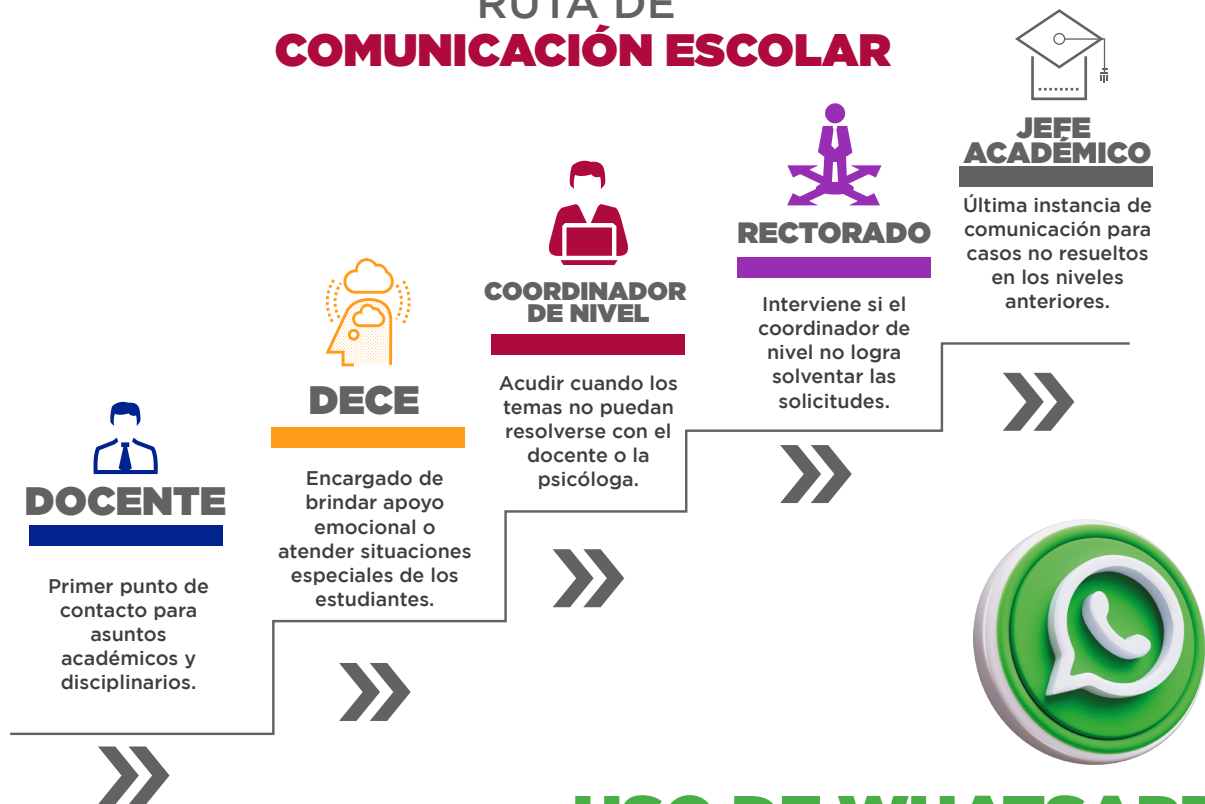 RUTA DE
COMUNICACIÓN ESCOLAR
DOCENTE
Primer punto de
contacto para
asuntos
académicos y
disciplinarios.
DECE
Encargado de
brindar apoyo
emocional o
atender situaciones
especiales de los
estudiantes.
COORDINADOR
DE NIVEL
Acudir cuando los
temas no puedan
resolverse con el
docente o la
psicóloga.
RECTORADO
Interviene si el
coordinador de
nivel no logra
solventar las
solicitudes.
JEFE
ACADÉMICO
Última instancia de
comunicación para
casos no resueltos
en los niveles
anteriores.
USO DE WHATSAPP